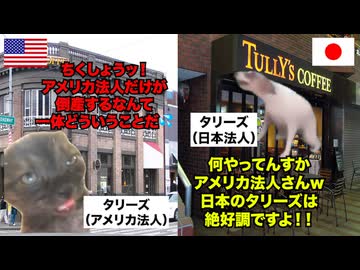 ちくしょうッ！
アメリカ法人だけが
倒産するなんて
一体どういうことだ
タリーズ
（アメリカ法人）
TULLY'S COFFEE
タリーズ
（日本法人）
何やってんすか
アメリカ法人さんw
日本のタリーズは
絶好調ですよ！！